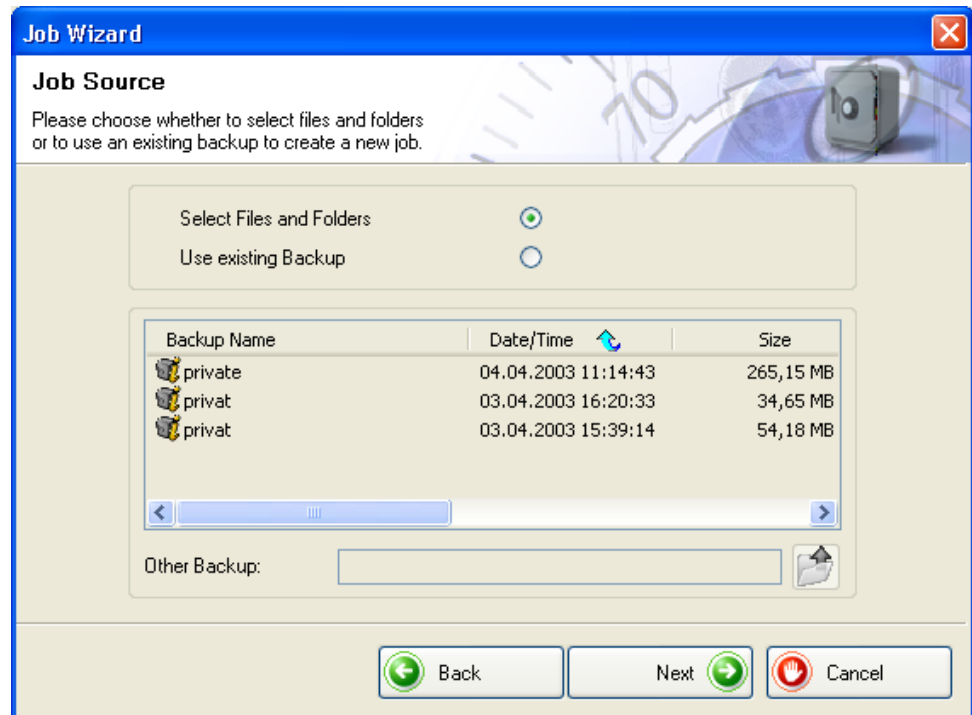 Job Wizard
Job Source
Please choose whether to select files and folders
or to use an existing backup to create a new job.
70
Select Files and Folders
Use existing Backup
Backup Name Date/Time Size
private 04.04.2003 11:14:43 265,15 MB
privat 03.04.2003 16:20:33 34,65 MB
privat 03.04.2003 15:39:14 54,18 MB
Other Backup:
Back Next Cancel